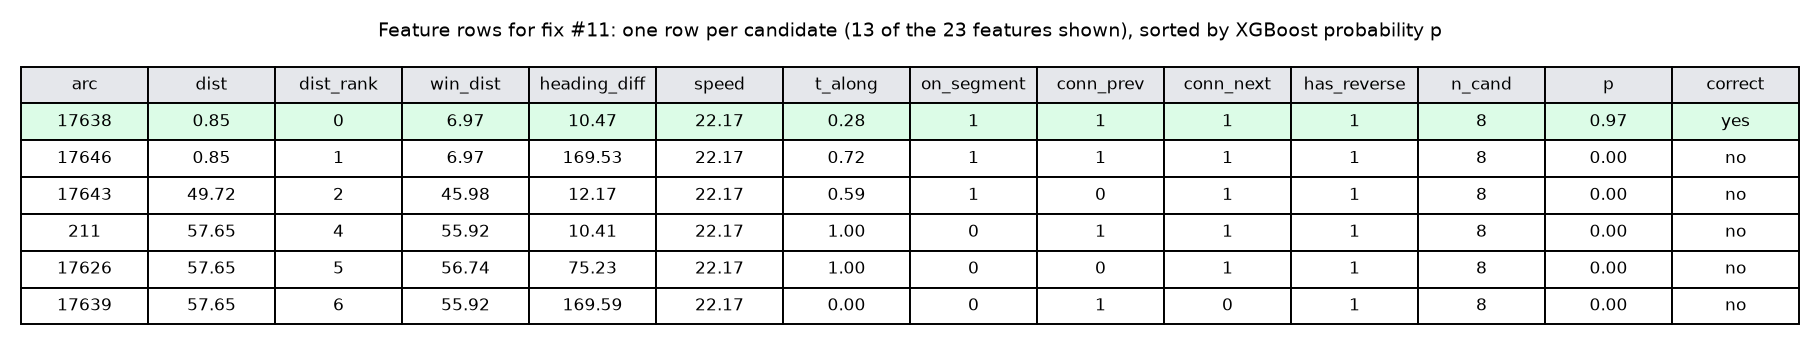 Feature rows for fix #11: one row per candidate (13 of the 23 features shown), sorted by XGBoost probability p
arc dist dist_rank win_dist heading_diff speed t_along on_segment conn_prev conn_next has_reverse n_cand p correct
17638 0.85 0 6.97 10.47 22.17 0.28 1 1 1 1 8 0.97 yes
17646 0.85 1 6.97 169.53 22.17 0.72 1 1 1 1 8 0.00 no
17643 49.72 2 45.98 12.17 22.17 0.59 1 0 1 1 8 0.00 no
211 57.65 4 55.92 10.41 22.17 1.00 0 1 1 1 8 0.00 no
17626 57.65 5 56.74 75.23 22.17 1.00 0 0 1 1 8 0.00 no
17639 57.65 6 55.92 169.59 22.17 0.00 0 1 0 1 8 0.00 no